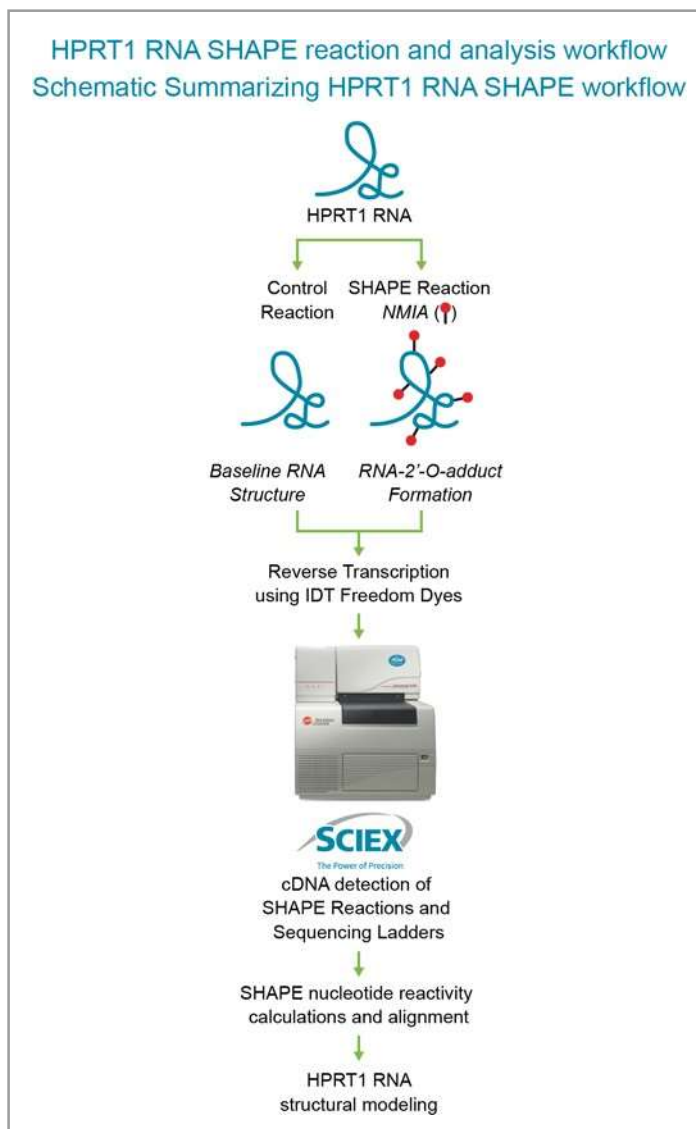 HPRT1 RNA SHAPE reaction and analysis workflow
Schematic Summarizing HPRT1 RNA SHAPE workflow
HPRT1 RNA
Control
Reaction
SHAPE Reaction
NMIA ( )
Baseline RNA
Structure
RNA-2'-O-adduct
Formation
Reverse Transcription
using IDT Freedom Dyes
SCIEX
The Power of Precision
cDNA detection of
SHAPE Reactions and
Sequencing Ladders
SHAPE nucleotide reactivity
calculations and alignment
HPRT1 RNA
structural modeling